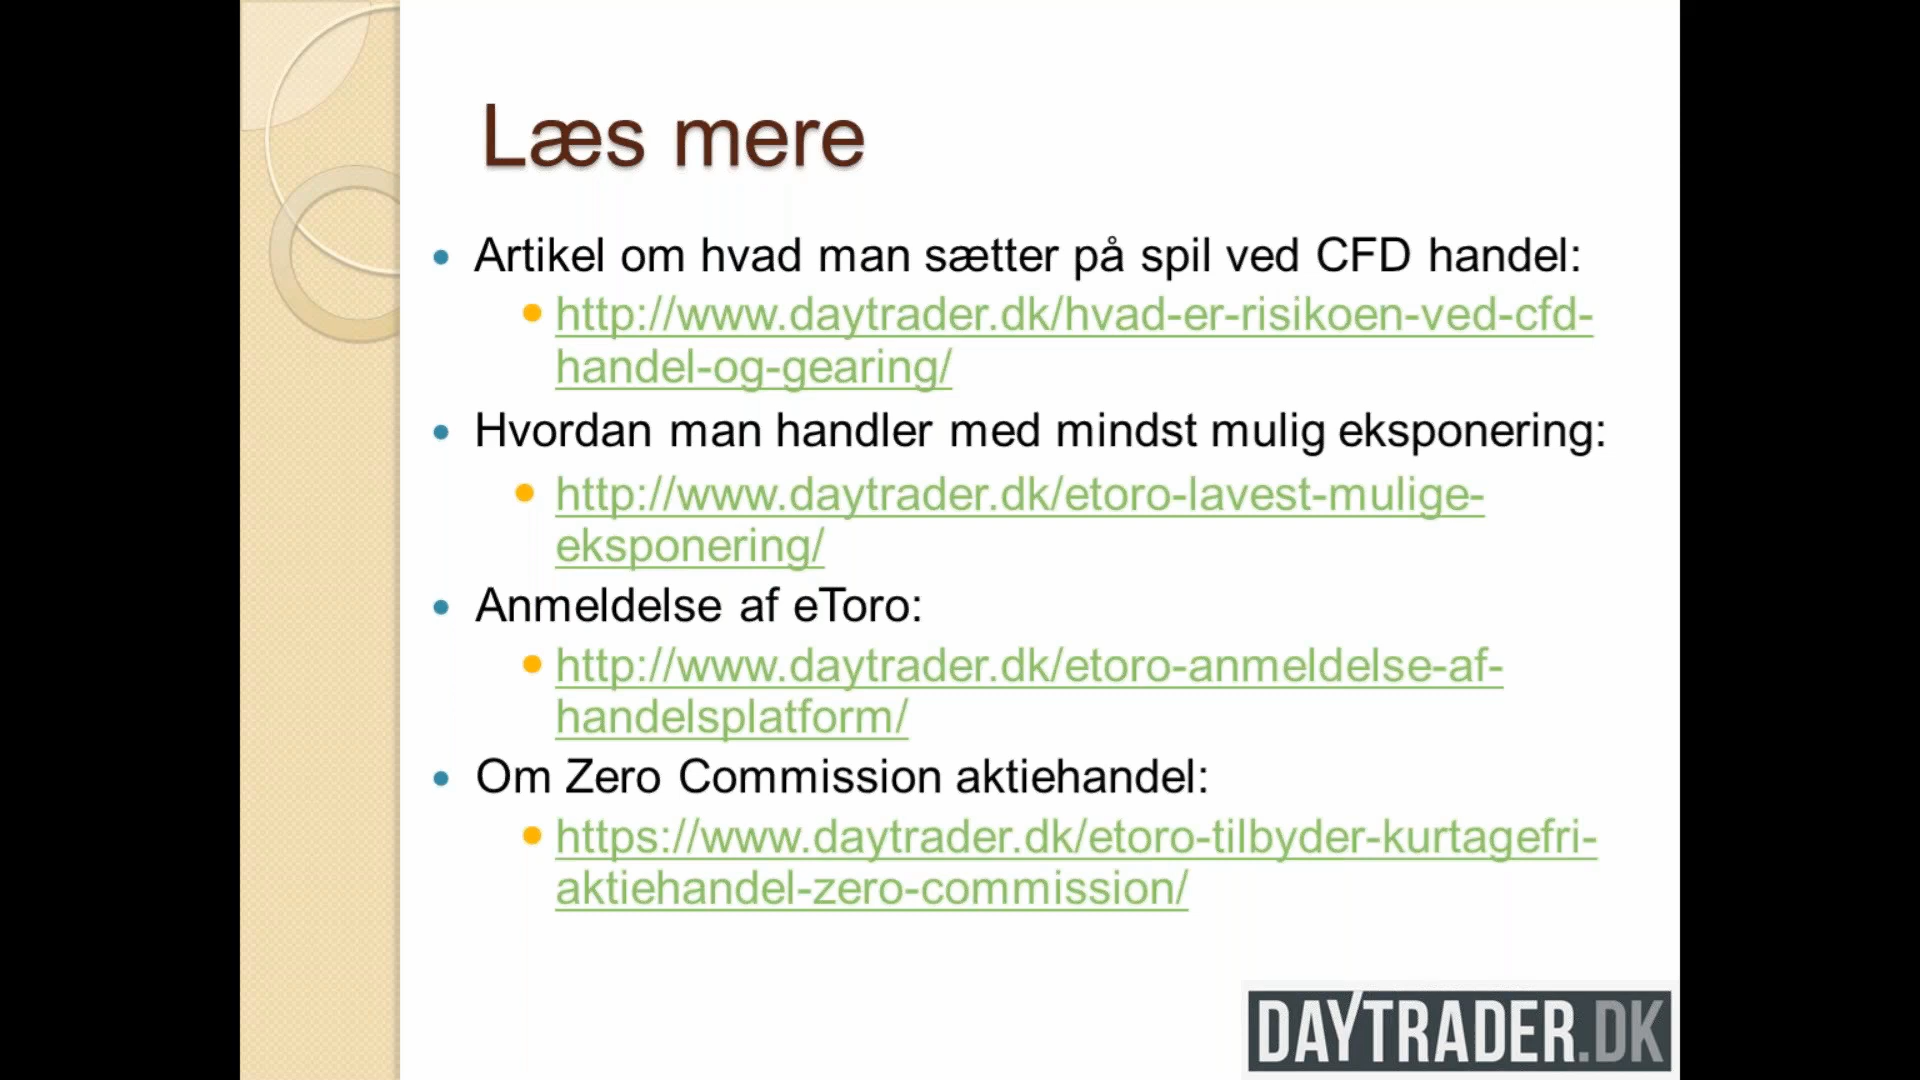 Læs mere
Artikel om hvad man sætter på spil ved CFD handel:
http://www.daytrader.dk/hvad-er-risikoen-ved-cfd-
handel-og-gearing/
Hvordan man handler med mindst mulig eksponering:
http://www.daytrader.dk/etoro-lavest-mulige-
eksponering/
Anmeldelse af eToro:
http://www.daytrader.dk/etoro-anmeldelse-af-
handelsplatform/
Om Zero Commission aktiehandel:
https://www.daytrader.dk/etoro-tilbyder-kurtagefri-
aktiehandel-zero-commission/
DAYTRADER.DK